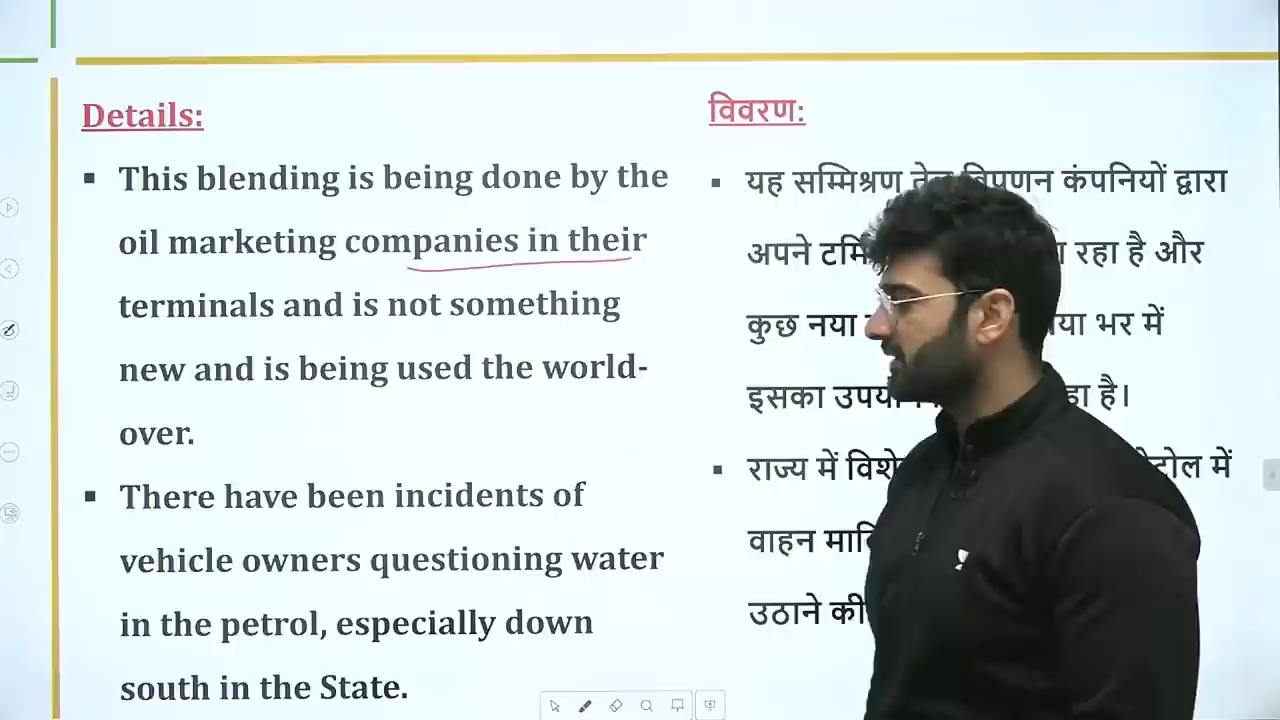 Details:
This blending is being done by the
oil marketing companies in their
terminals and is not something
new and is being used the world-
over.
There have been incidents of
vehicle owners questioning water
in the petrol, especially down
south in the State.
विवरण:
यह सम्मिश्रण तेल विपणन कंपनियों द्वारा
अपने रहा है और
कुछ नया भर में
इसका है।
राज्य में में
वाहन
उठाने की